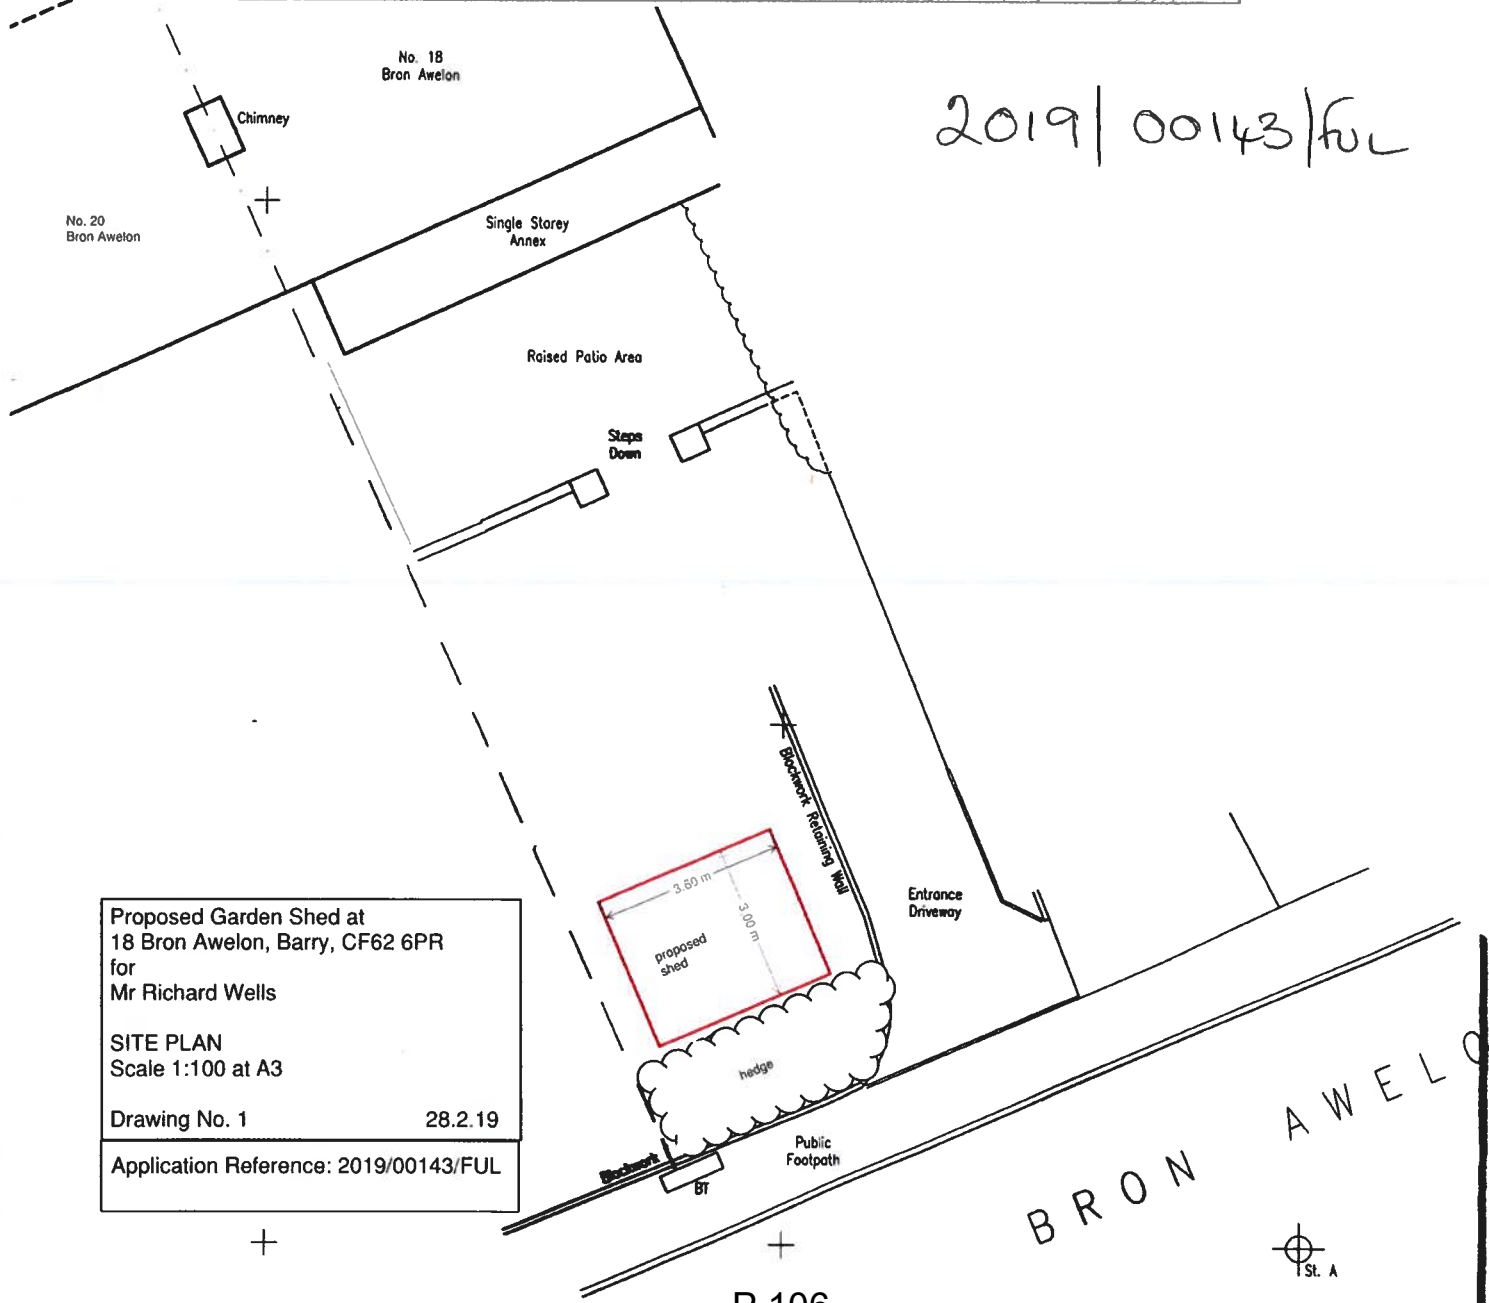 No. 18
Bron Awelon
2019/00143/FUL
Chimney
No. 20
Bron Awelon
Single Storey
Annex
Raised Patio Area
Steps
Down
Blockwork Retaining Wall
3.60 m
3.00 m
proposed
shed
Entrance
Driveway
hedge
Proposed Garden Shed at
18 Bron Awelon, Barry, CF62 6PR
for
Mr Richard Wells
SITE PLAN
Scale 1:100 at A3
Drawing No. 1 28.2.19
Application Reference: 2019/00143/FUL
Public
Footpath
Blockwork
BT
BRON AWELO
St. A
P.106